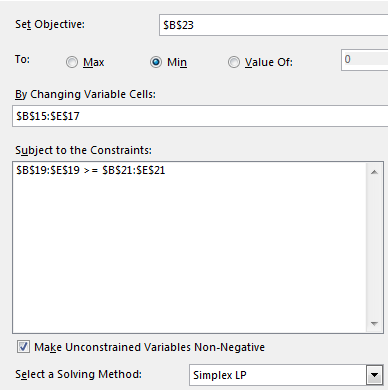 Set Objective: $B$23
To: Max Min Value Of: 0
By Changing Variable Cells:
$B$15:$E$17
Subject to the Constraints:
$B$19:$E$19 >= $B$21:$E$21
Make Unconstrained Variables Non-Negative
Select a Solving Method: Simplex LP